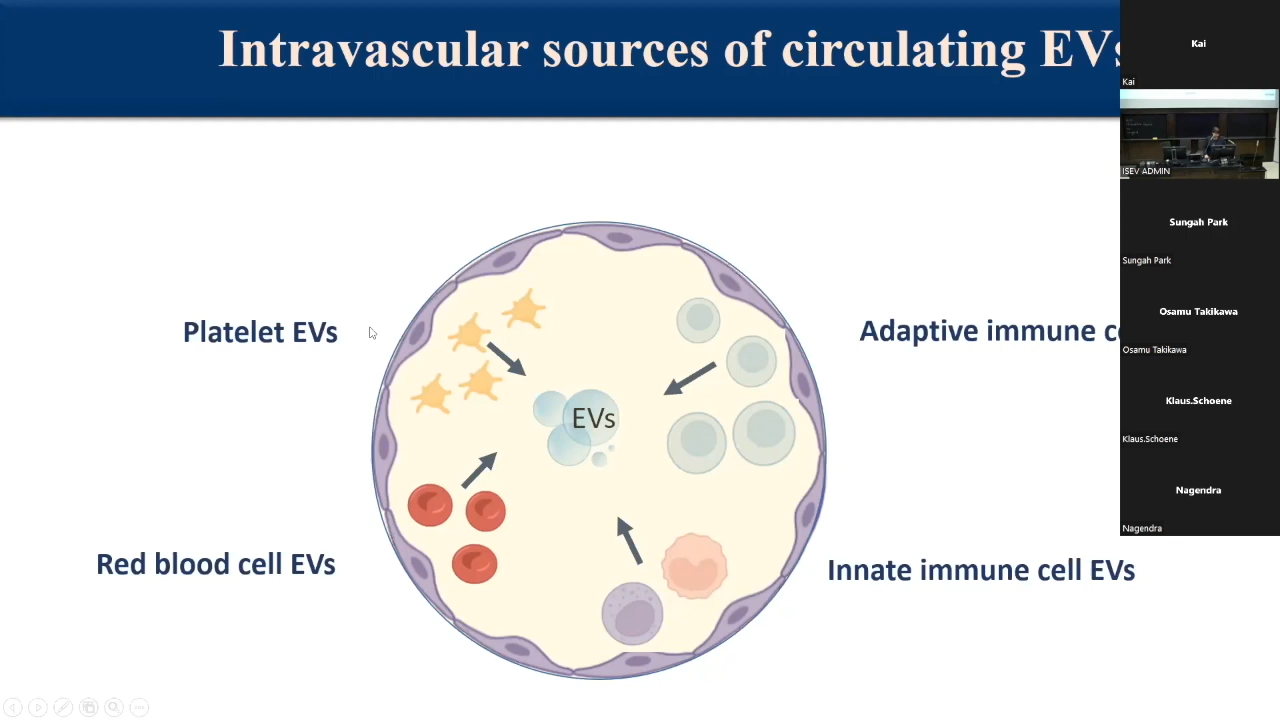 Intravascular sources of circulating EVs
Platelet EVs
Adaptive immune
EVs
Red blood cell EVs
Innate immune cell EVs
Kai
Kai
ISEV ADMIN
Sungah Park
Sungah Park
Osamu Takikawa
Osamu Takikawa
Klaus.Schoene
Klaus.Schoene
Nagendra
Nagendra